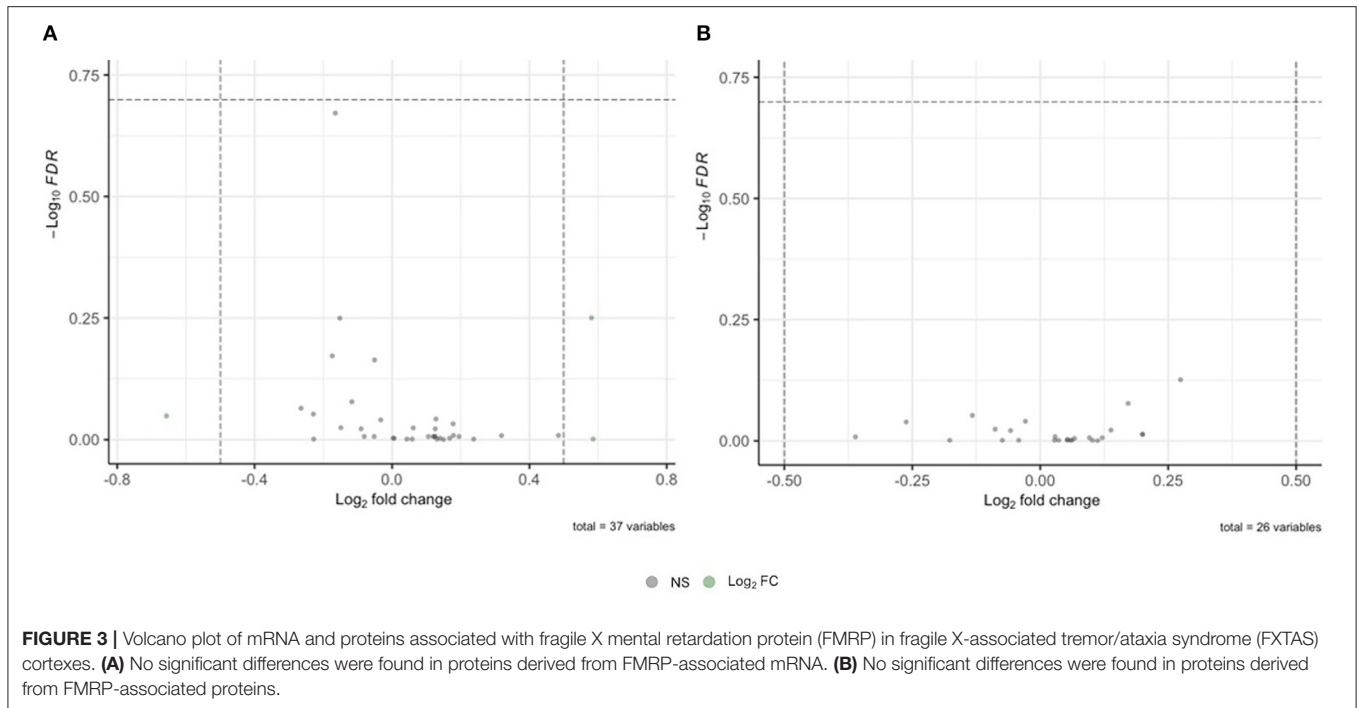 A
B
0.75
0.50
0.25
0.00
-Log10 FDR
-0.8
-0.4
0.0
0.4
0.8
Log2 fold change
total = 37 variables
0.75
0.50
0.25
0.00
-Log10 FDR
-0.50
-0.25
0.00
0.25
0.50
Log2 fold change
total = 26 variables
NS
Log2 FC
FIGURE 3 | Volcano plot of mRNA and proteins associated with fragile X mental retardation protein (FMRP) in fragile X-associated tremor/ataxia syndrome (FXTAS)
cortexes. (A) No significant differences were found in proteins derived from FMRP-associated mRNA. (B) No significant differences were found in proteins derived
from FMRP-associated proteins.